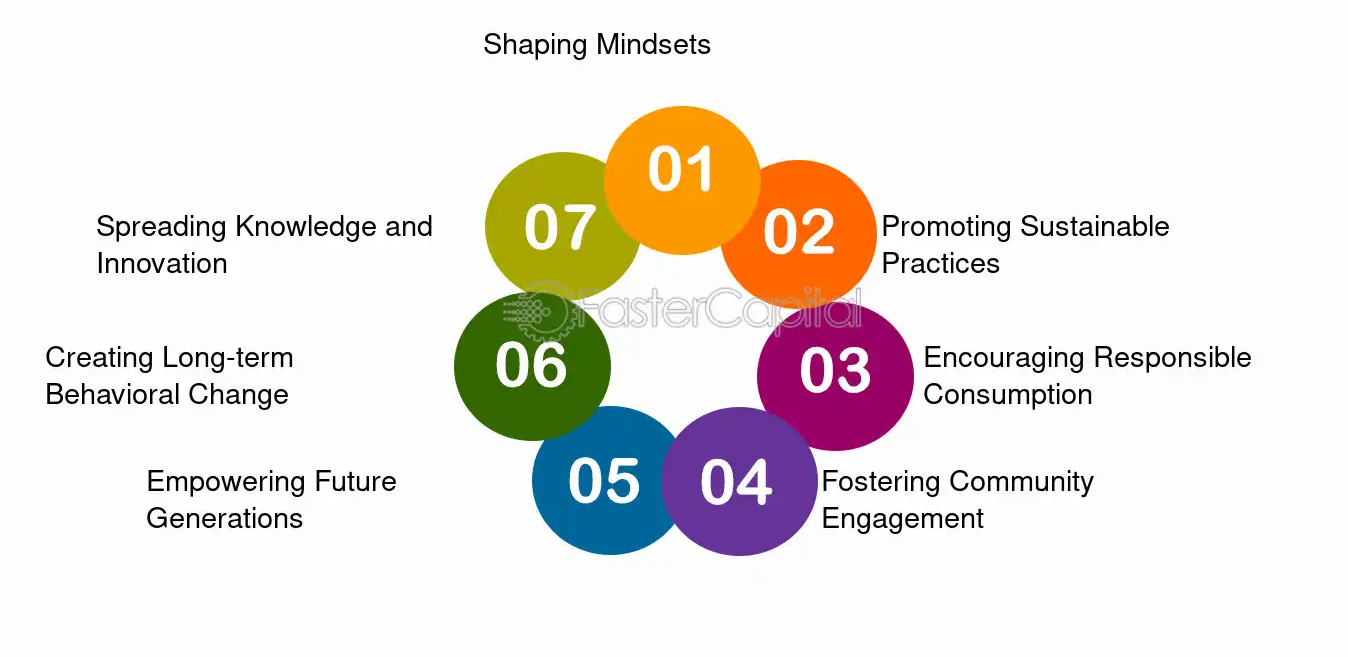 Shaping Mindsets
01
02
Promoting Sustainable
Practices
03
Encouraging Responsible
Consumption
04
Fostering Community
Engagement
05
Empowering Future
Generations
06
Creating Long-term
Behavioral Change
07
Spreading Knowledge and
Innovation
FasterCapital